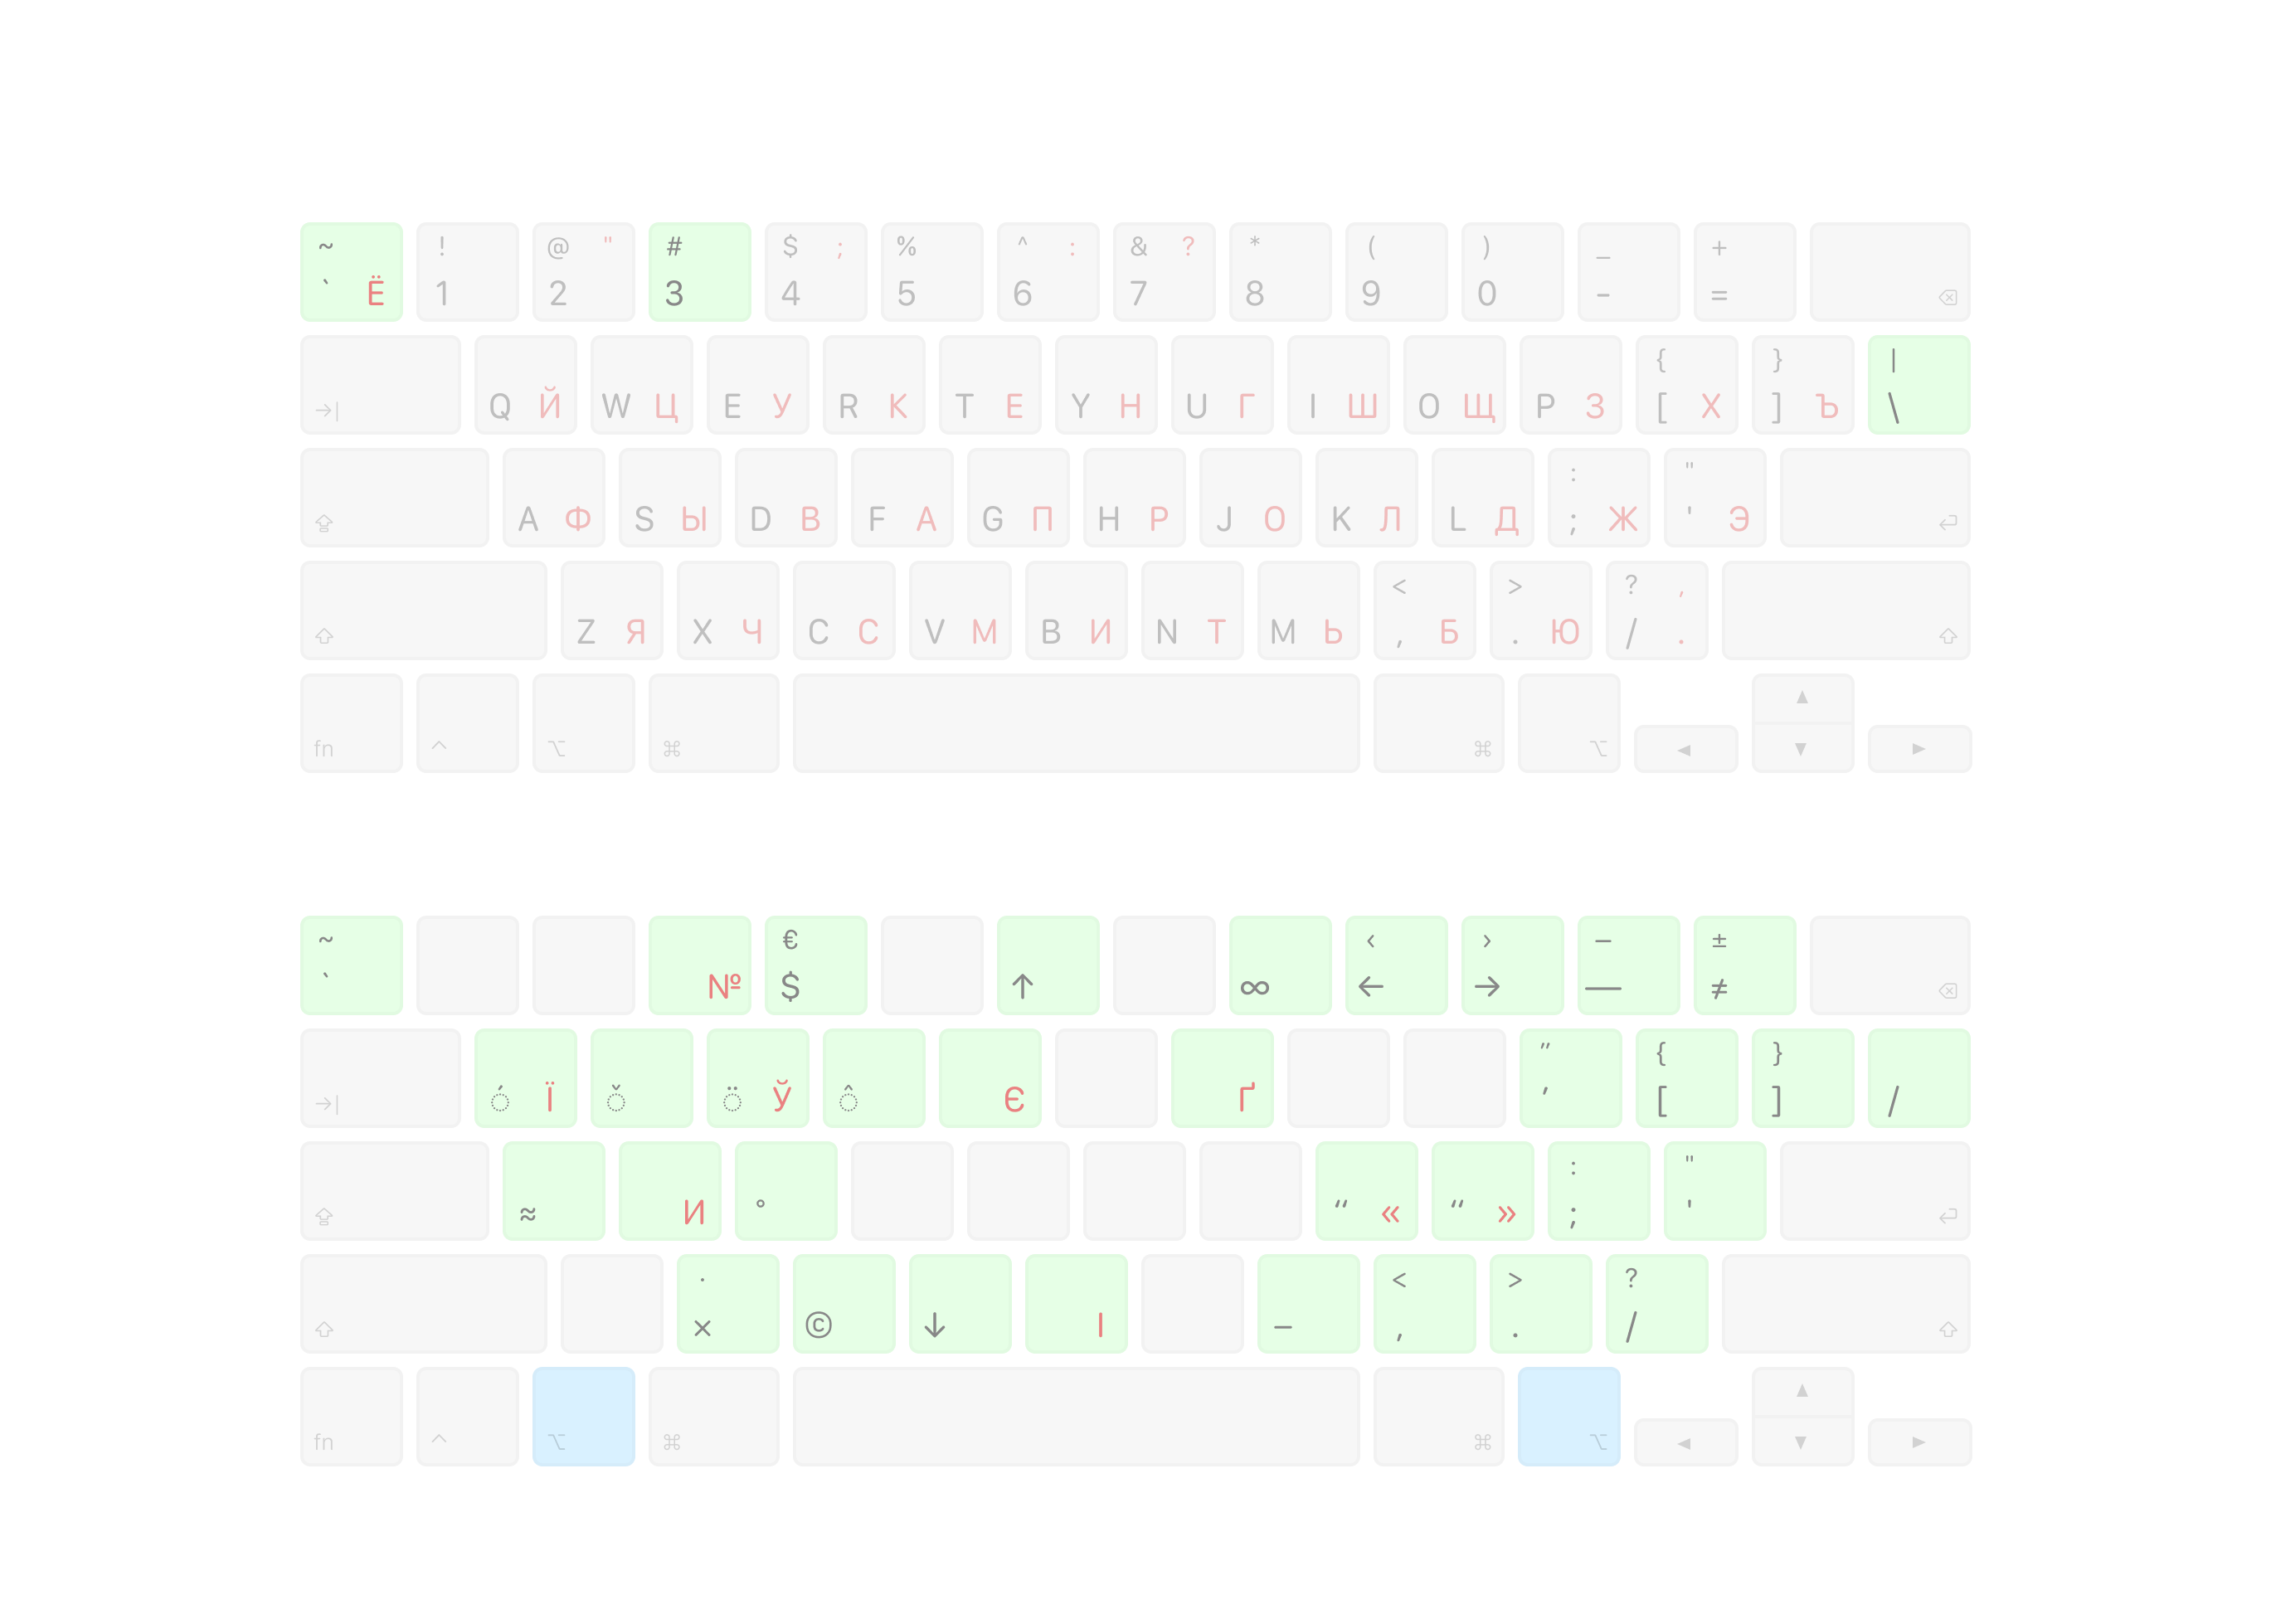 ~ ! @ " # $ ; % ^ : & ? * ( ) _ +
` Ё 1 2 3 4 5 6 7 8 9 0 - = ⌫
{ } |
→| Q Й W Ц E У R К T Е Y Н U Г I Ш O Щ P З [ Х ] Ъ \
: "
⇪ A Ф S Ы D В F А G П H Р J О K Л L Д ; Ж ' Э ↵
< > ? ,
⇧ Z Я X Ч C С V М B И N Т M Ь , Б . Ю / . ⇧
▲
fn ^ ⌥ ⌘ ⌘ ⌥ ◀ ▼ ▶
~ € ‹ › – ±
` № $ ↑ ∞ ← → — ≠ ⌫
” { }
→| ◌́ Ї ◌̌ ◌̈ Ў ◌̂ Є Ґ ’ [ ] /
: "
⇪ ≈ И ° “ « “ » ; ' ↵
· < > ?
⇧ × © ↓ І – , . / ⇧
▲
fn ^ ⌥ ⌘ ⌘ ⌥ ◀ ▼ ▶